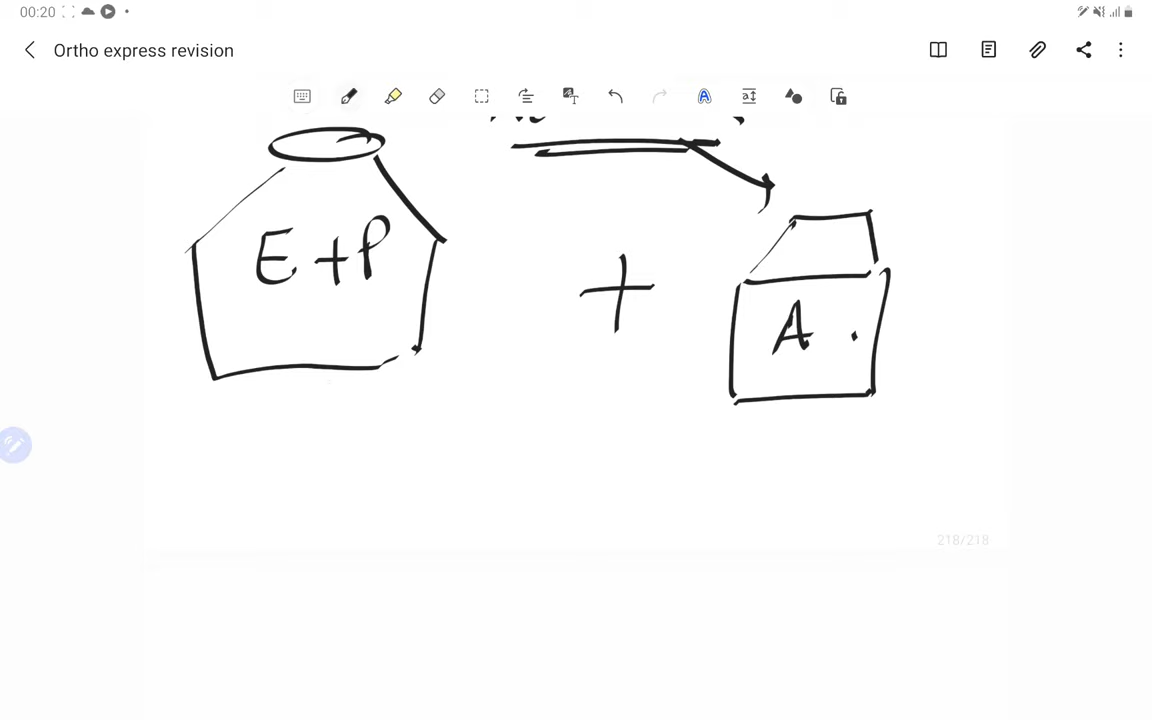 00:20
Ortho express revision
E + P
+
A .
218/218